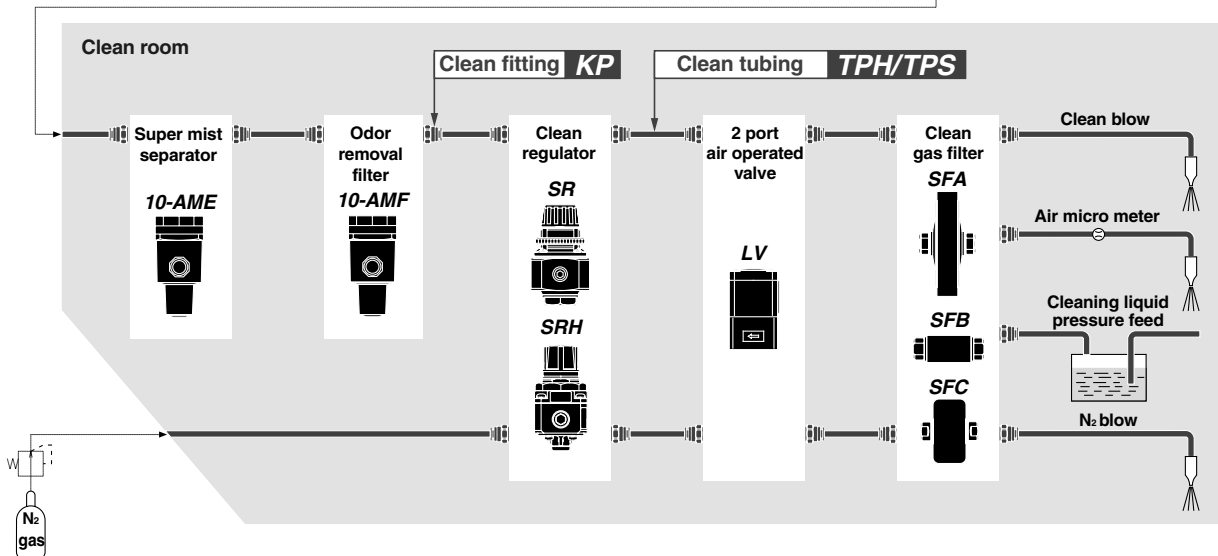 Clean room
Clean fitting KP
Clean tubing TPH/TPS
Super mist
separator
10-AME
Odor
removal
filter
10-AMF
Clean
regulator
SR
SRH
2 port
air operated
valve
LV
Clean
gas filter
SFA
SFB
SFC
Clean blow
Air micro meter
Cleaning liquid
pressure feed
N2 blow
N2
gas